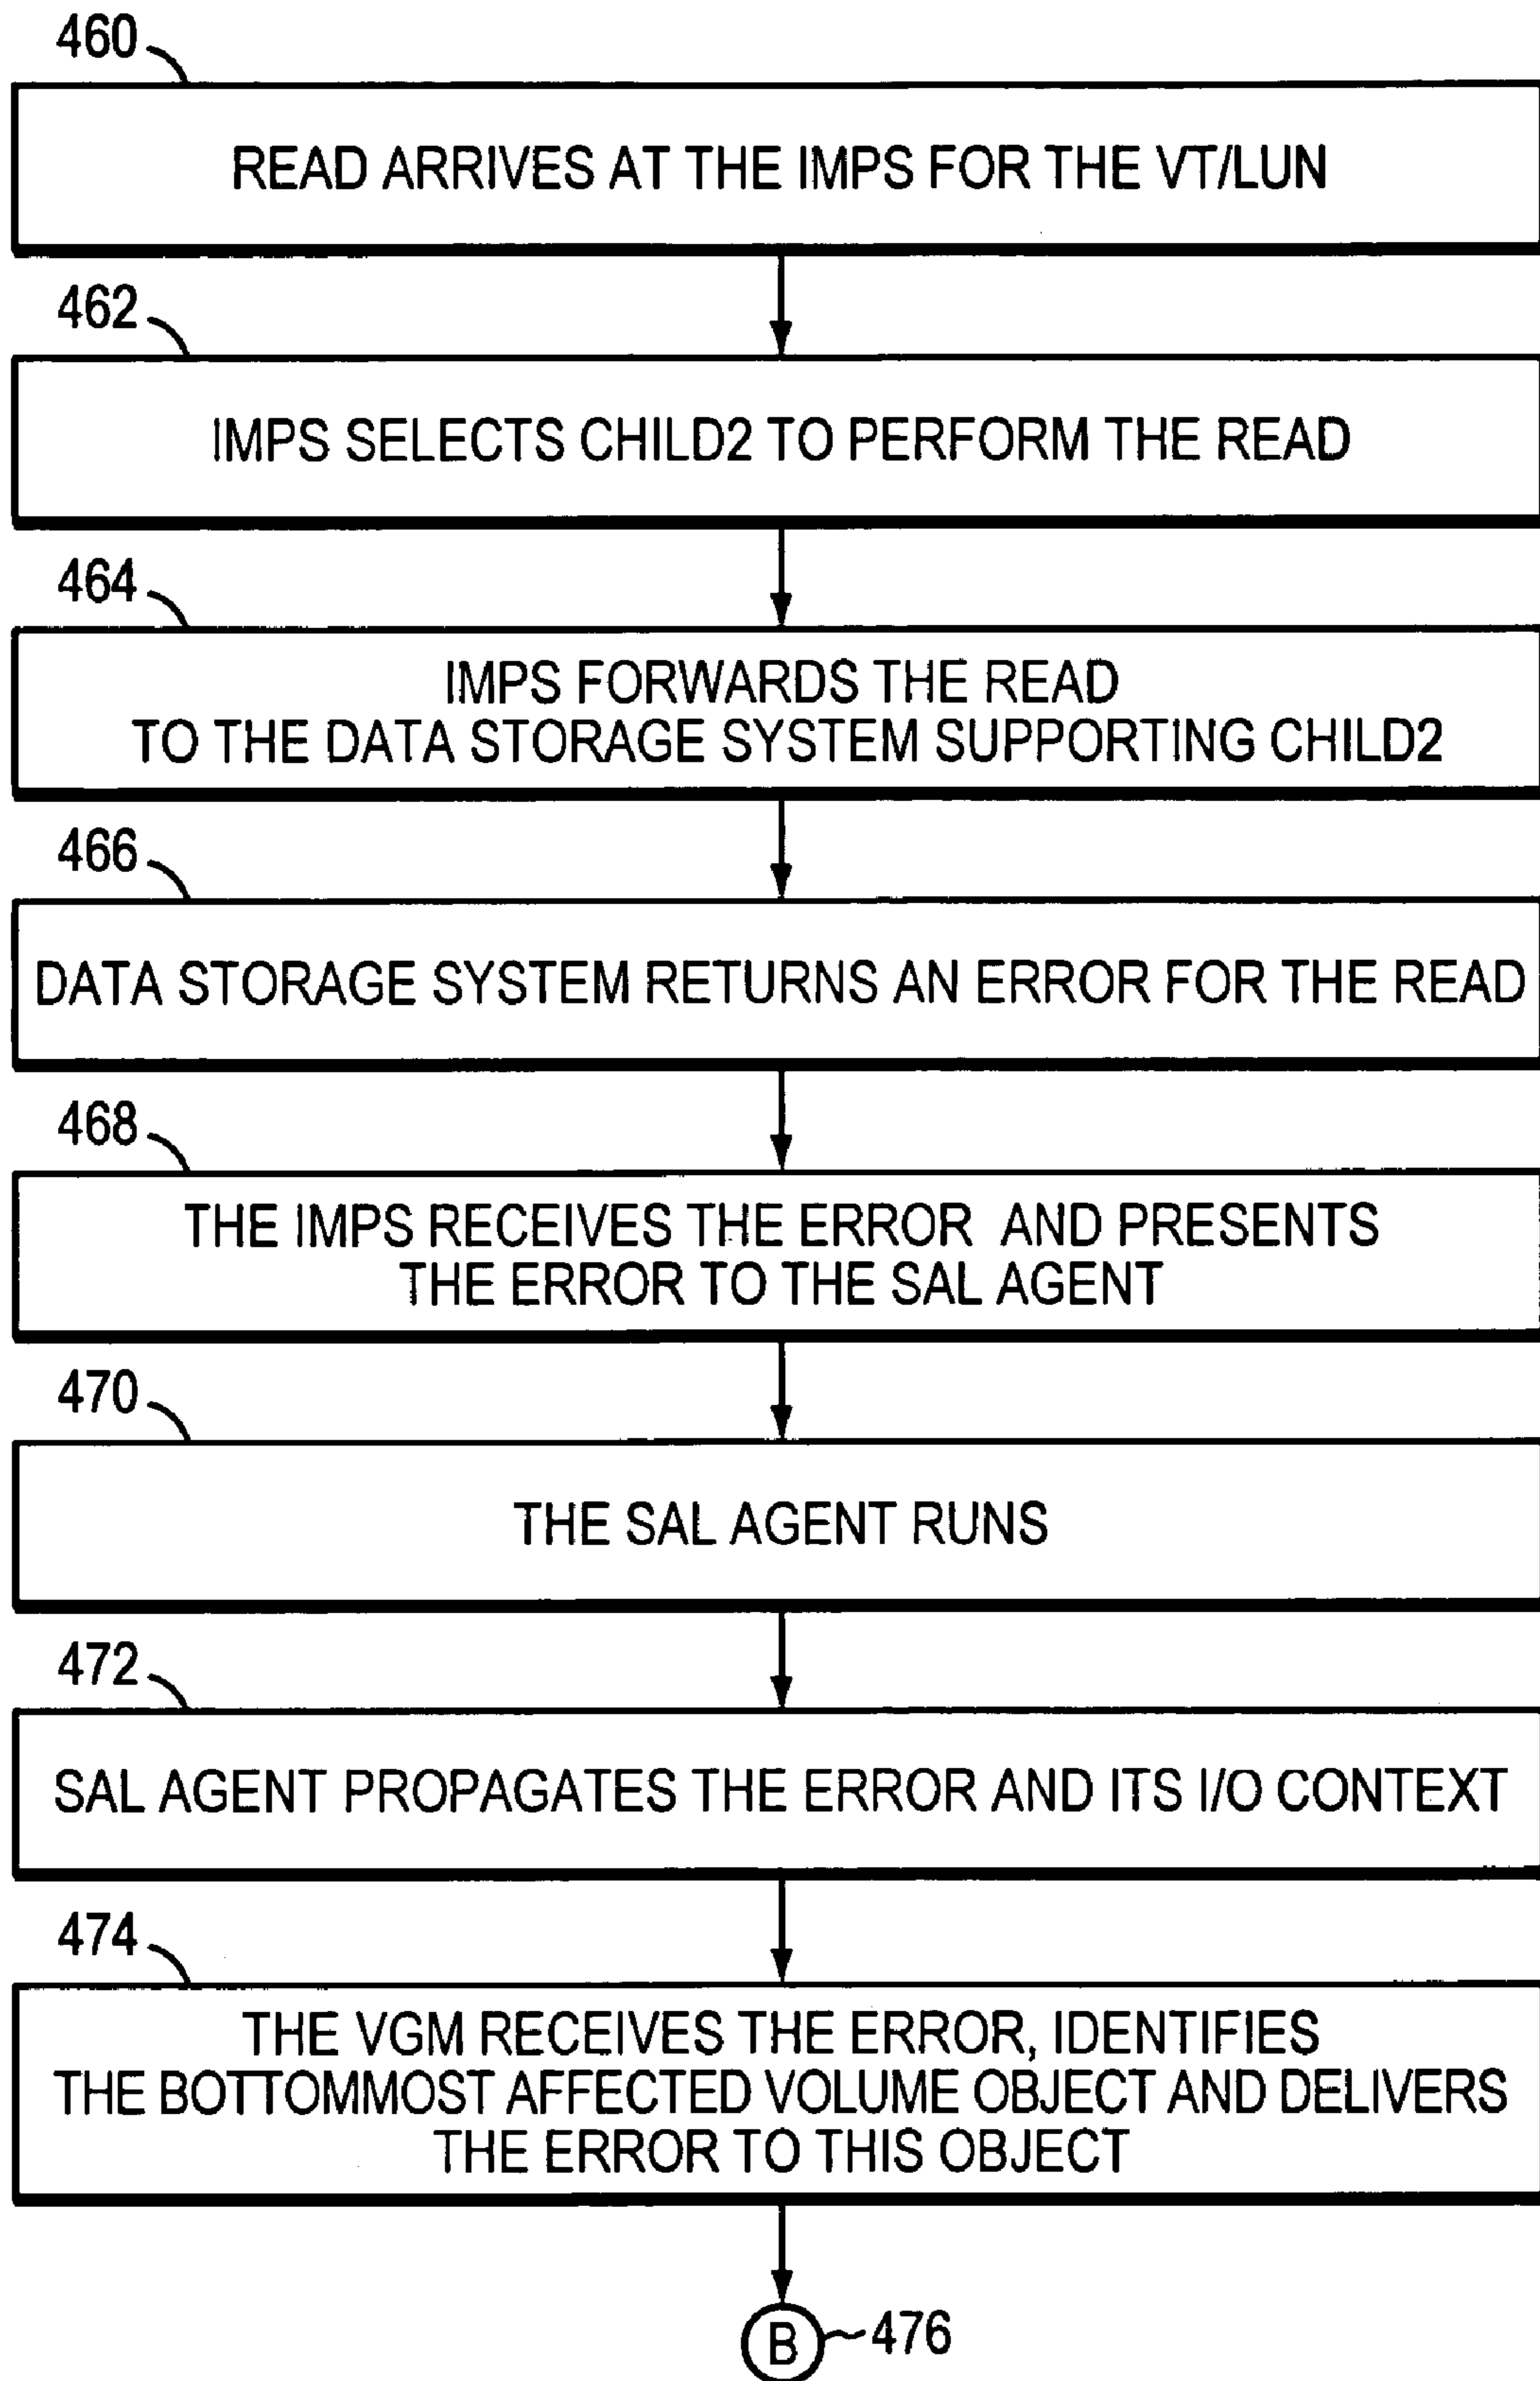 460
READ ARRIVES AT THE IMPS FOR THE VT/LUN
462
IMPS SELECTS CHILD2 TO PERFORM THE READ
464
IMPS FORWARDS THE READ
TO THE DATA STORAGE SYSTEM SUPPORTING CHILD2
466
DATA STORAGE SYSTEM RETURNS AN ERROR FOR THE READ
468
THE IMPS RECEIVES THE ERROR AND PRESENTS
THE ERROR TO THE SAL AGENT
470
THE SAL AGENT RUNS
472
SAL AGENT PROPAGATES THE ERROR AND ITS I/O CONTEXT
474
THE VGM RECEIVES THE ERROR, IDENTIFIES
THE BOTTOMMOST AFFECTED VOLUME OBJECT AND DELIVERS
THE ERROR TO THIS OBJECT
B 476